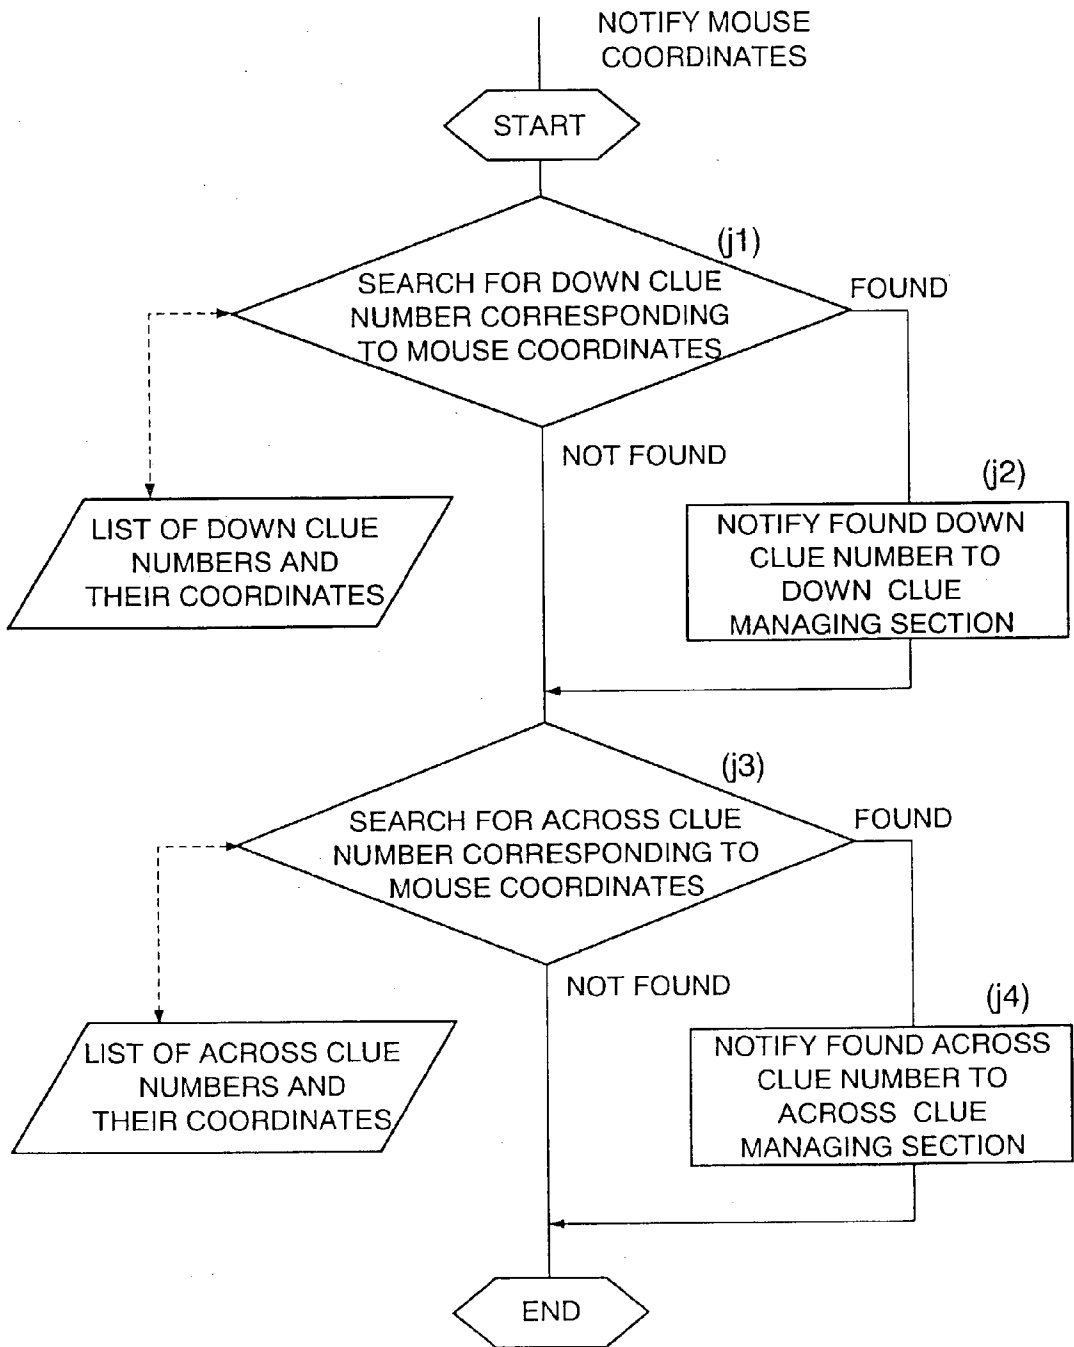 NOTIFY MOUSE
COORDINATES
START
(j1)
SEARCH FOR DOWN CLUE
NUMBER CORRESPONDING
TO MOUSE COORDINATES
FOUND
NOT FOUND
LIST OF DOWN CLUE
NUMBERS AND
THEIR COORDINATES
(j2)
NOTIFY FOUND DOWN
CLUE NUMBER TO
DOWN CLUE
MANAGING SECTION
(j3)
SEARCH FOR ACROSS CLUE
NUMBER CORRESPONDING TO
MOUSE COORDINATES
FOUND
NOT FOUND
LIST OF ACROSS CLUE
NUMBERS AND
THEIR COORDINATES
(j4)
NOTIFY FOUND ACROSS
CLUE NUMBER TO
ACROSS CLUE
MANAGING SECTION
END